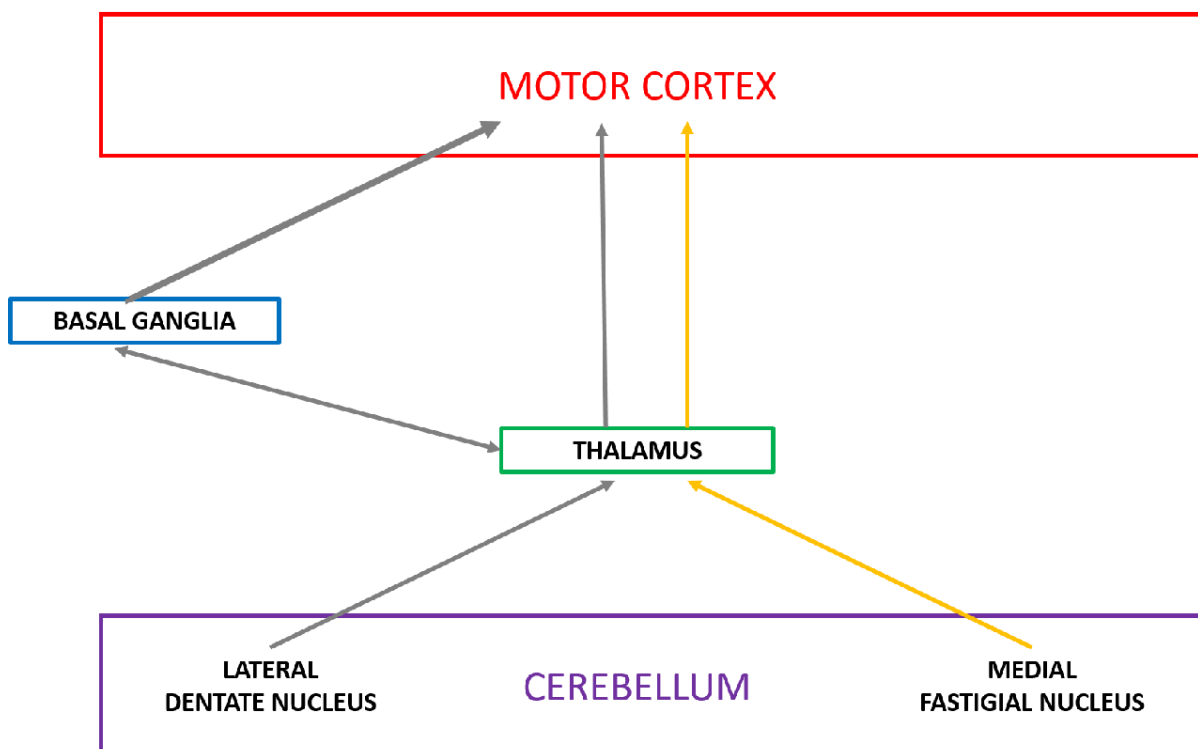 MOTOR CORTEX
BASAL GANGLIA
THALAMUS
LATERAL
DENTATE NUCLEUS
CEREBELLUM
MEDIAL
FASTIGIAL NUCLEUS